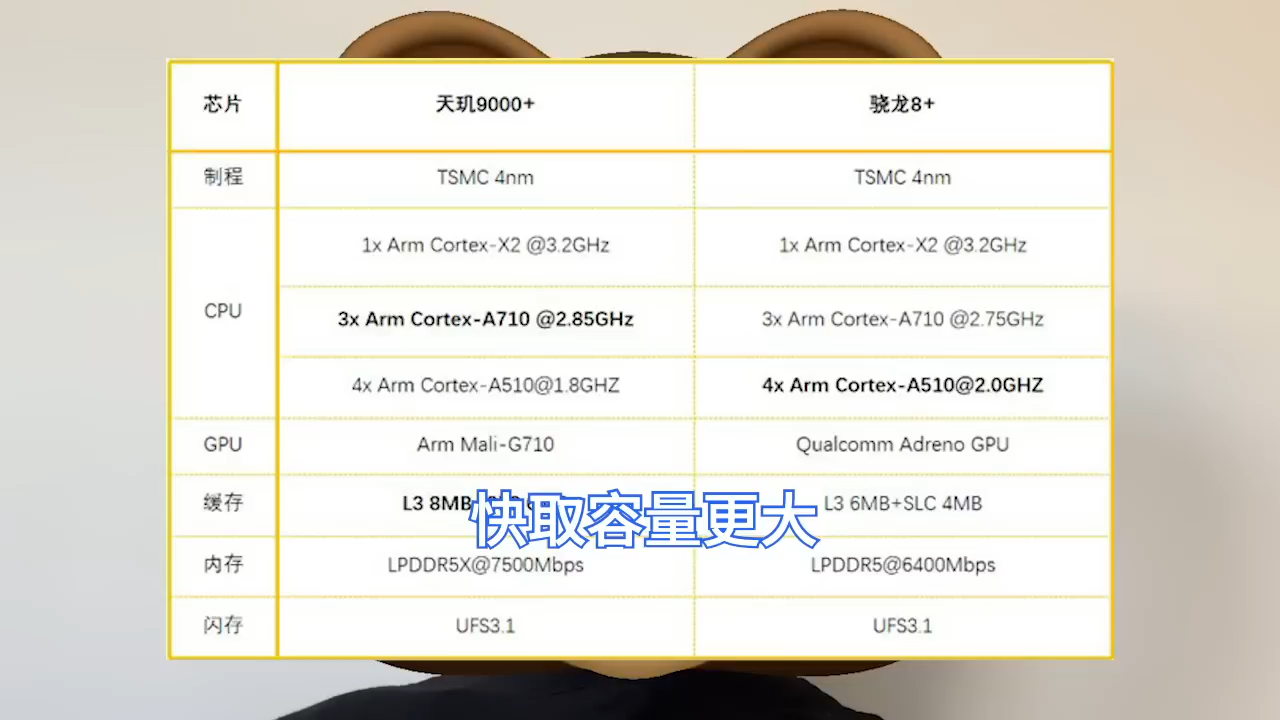 芯片 天玑9000+ 骁龙8+
制程 TSMC 4nm TSMC 4nm
1x Arm Cortex-X2 @3.2GHz 1x Arm Cortex-X2 @3.2GHz
CPU 3x Arm Cortex-A710 @2.85GHz 3x Arm Cortex-A710 @2.75GHz
4x Arm Cortex-A510@1.8GHZ 4x Arm Cortex-A510@2.0GHZ
GPU Arm Mali-G710 Qualcomm Adreno GPU
缓存 L3 8MB L3 6MB+SLC 4MB
快取容量更大
内存 LPDDR5X@7500Mbps LPDDR5@6400Mbps
闪存 UFS3.1 UFS3.1